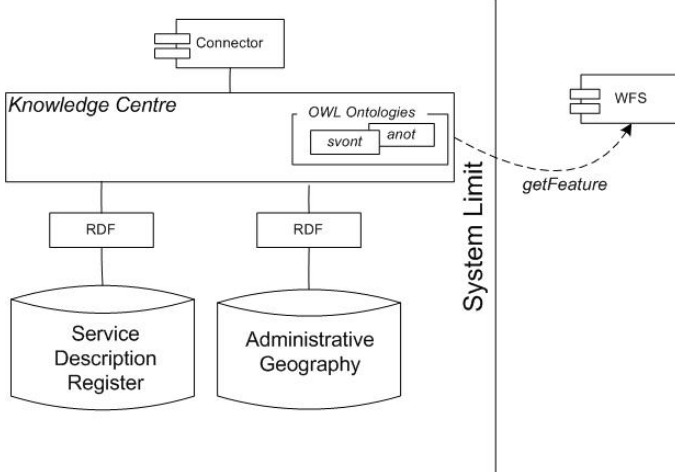 Connector
Knowledge Centre
OWL Ontologies
anot
svont
WFS
getFeature
System Limit
RDF
RDF
Service
Description
Register
Administrative
Geography